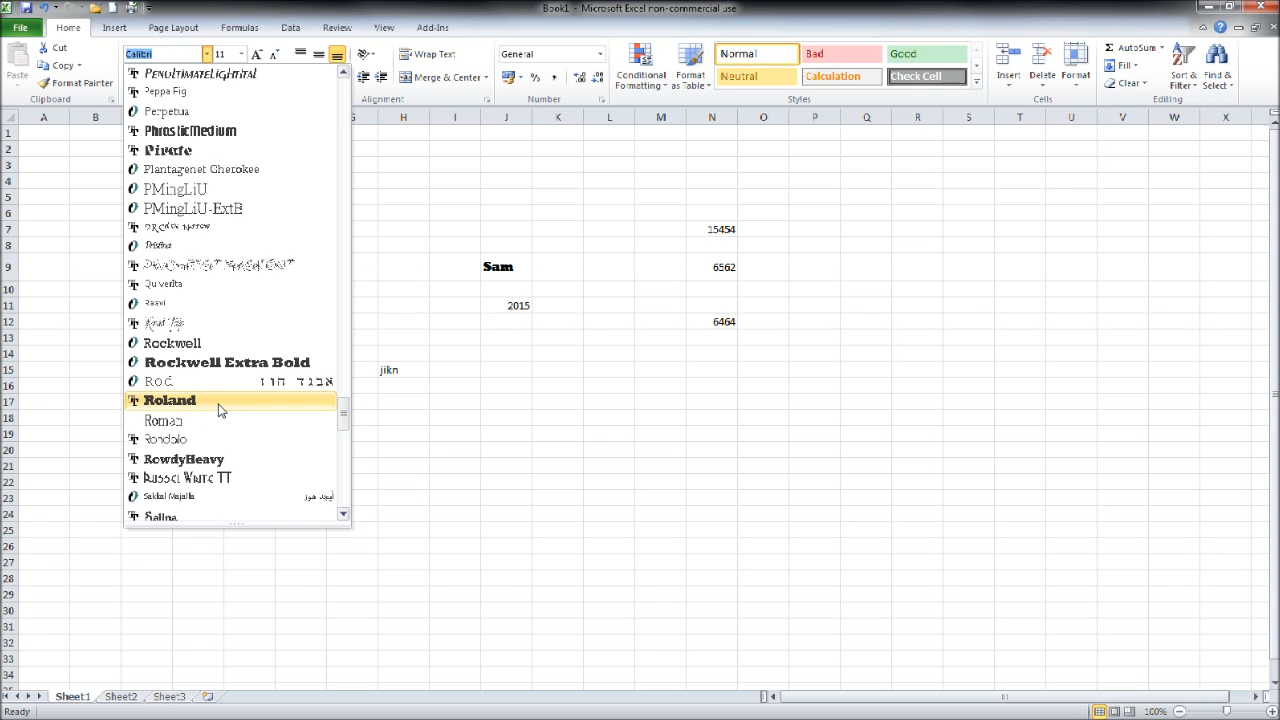 Book1 - Microsoft Excel non-commercial use
File Home Insert Page Layout Formulas Data Review View Add-Ins
Paste
Cut
Copy
Format Painter
Clipboard
Calibri 11
Wrap Text
Merge & Center
Alignment
General
Number
Conditional Formatting
Format as Table
Normal Bad Good
Neutral Calculation Check Cell
Styles
Insert Delete Format
Cells
AutoSum
Fill
Clear
Sort & Filter
Find & Select
Editing
A B G H I J K L M N O P Q R S T U V W X
PenultimateLightItal
Peppa Pig
Perpetua
PhrasticMedium
Pirate
Plantagenet Cherokee
PMingLiU
PMingLiU-ExtB
Pristina
Quiverita
Raavi
Rockwell
Rockwell Extra Bold
Rod אבגד הוז
Roland
Roman
Rondalo
RowdyHeavy
Russel Write TT
Sakkal Majalla أبجد هوز
Salina
1
2
3
4
5
6
7 15454
8
9 Sam 6562
10
11 2015
12 6464
13
14
15 jikn
16
17
18
19
20
21
22
23
24
25
26
27
28
29
30
31
32
33
34
Sheet1 Sheet2 Sheet3
Ready 100%